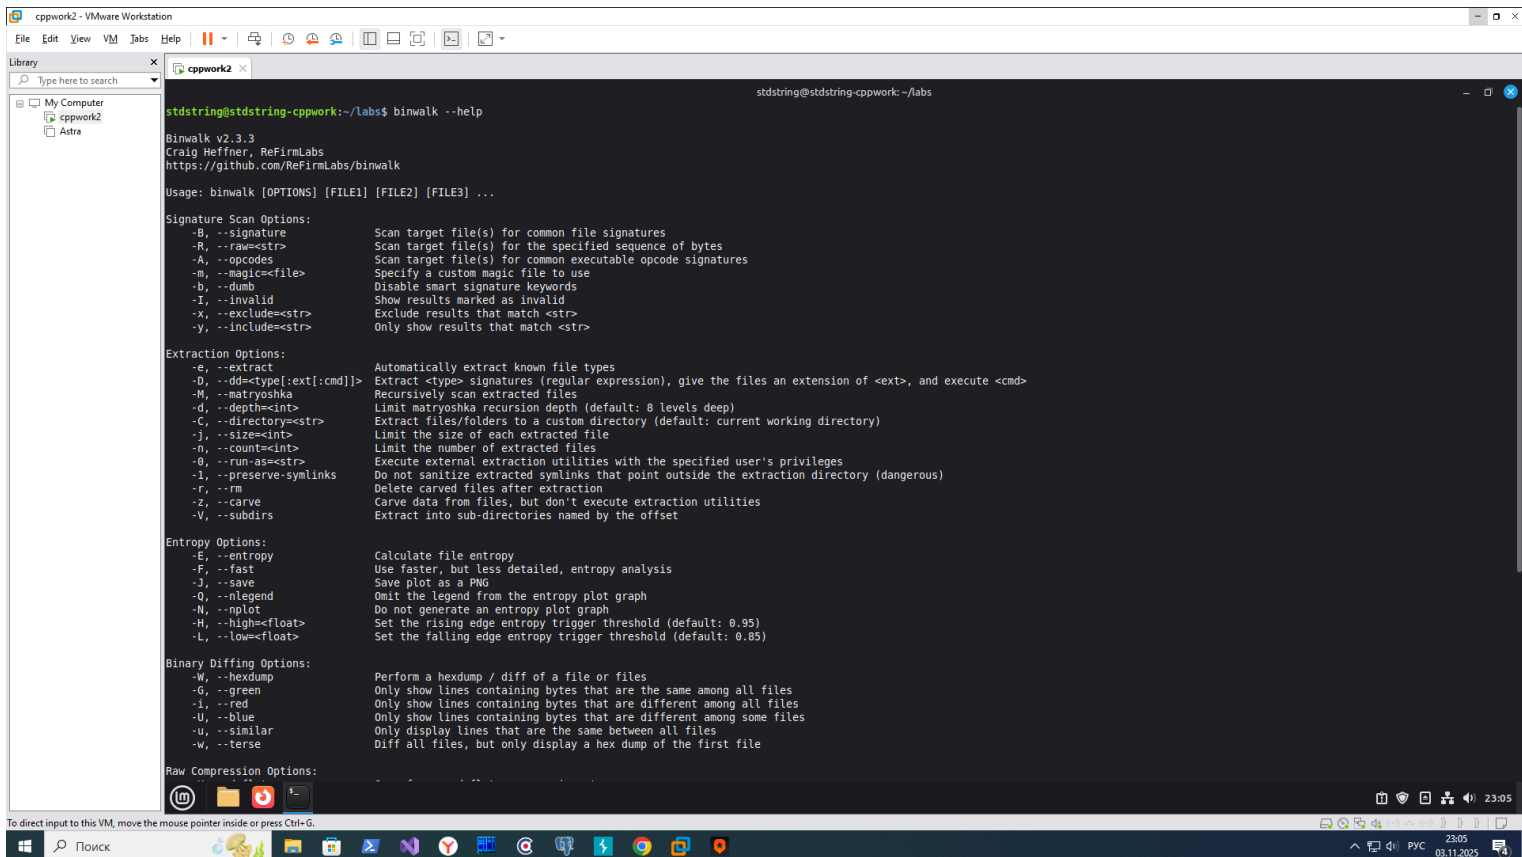 cppwork2 - VMware Workstation
File Edit View VM Tabs Help
Library
cppwork2
Type here to search
My Computer
cppwork2
Astra
stdstring@stdstring-cppwork: ~/labs
stdstring@stdstring-cppwork:~/labs$ binwalk --help
Binwalk v2.3.3
Craig Heffner, ReFirmLabs
https://github.com/ReFirmLabs/binwalk
Usage: binwalk [OPTIONS] [FILE1] [FILE2] [FILE3] ...
Signature Scan Options:
-B, --signature Scan target file(s) for common file signatures
-R, --raw=<str> Scan target file(s) for the specified sequence of bytes
-A, --opcodes Scan target file(s) for common executable opcode signatures
-m, --magic=<file> Specify a custom magic file to use
-b, --dumb Disable smart signature keywords
-I, --invalid Show results marked as invalid
-x, --exclude=<str> Exclude results that match <str>
-y, --include=<str> Only show results that match <str>
Extraction Options:
-e, --extract Automatically extract known file types
-D, --dd=<type[:ext[:cmd]]> Extract <type> signatures (regular expression), give the files an extension of <ext>, and execute <cmd>
-M, --matryoshka Recursively scan extracted files
-d, --depth=<int> Limit matryoshka recursion depth (default: 8 levels deep)
-C, --directory=<str> Extract files/folders to a custom directory (default: current working directory)
-j, --size=<int> Limit the size of each extracted file
-n, --count=<int> Limit the number of extracted files
-0, --run-as=<str> Execute external extraction utilities with the specified user's privileges
-1, --preserve-symlinks Do not sanitize extracted symlinks that point outside the extraction directory (dangerous)
-r, --rm Delete carved files after extraction
-z, --carve Carve data from files, but don't execute extraction utilities
-V, --subdirs Extract into sub-directories named by the offset
Entropy Options:
-E, --entropy Calculate file entropy
-F, --fast Use faster, but less detailed, entropy analysis
-J, --save Save plot as a PNG
-Q, --nlegend Omit the legend from the entropy plot graph
-N, --nplot Do not generate an entropy plot graph
-H, --high=<float> Set the rising edge entropy trigger threshold (default: 0.95)
-L, --low=<float> Set the falling edge entropy trigger threshold (default: 0.85)
Binary Diffing Options:
-W, --hexdump Perform a hexdump / diff of a file or files
-G, --green Only show lines containing bytes that are the same among all files
-i, --red Only show lines containing bytes that are different among all files
-U, --blue Only show lines containing bytes that are different among some files
-u, --similar Only display lines that are the same between all files
-w, --terse Diff all files, but only display a hex dump of the first file
Raw Compression Options:
23:05
To direct input to this VM, move the mouse pointer inside or press Ctrl+G.
Поиск
РУС
23:05
03.11.2025
4